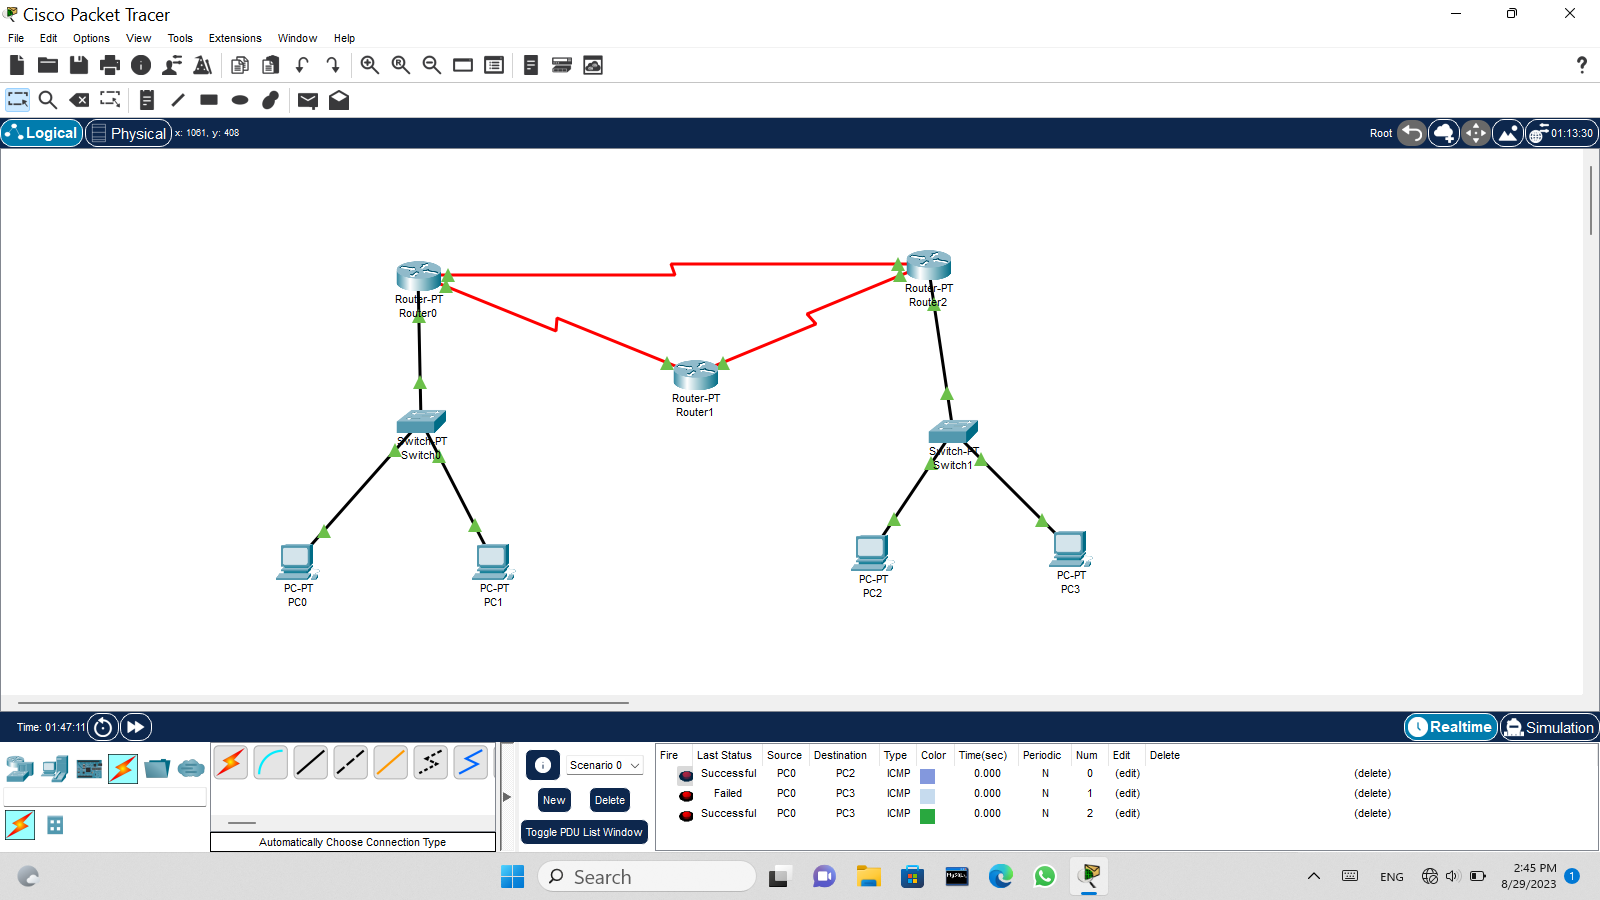 Cisco Packet Tracer
File Edit Options View Tools Extensions Window Help
Logical Physical x: 1061, y: 408 Root 01:13:30
Router-PT
Router0
Router-PT
Router2
Router-PT
Router1
Switch-PT
Switch0
Switch-PT
Switch1
PC-PT
PC0
PC-PT
PC1
PC-PT
PC2
PC-PT
PC3
Time: 01:47:11 Realtime Simulation
Scenario 0
New Delete
Toggle PDU List Window
Automatically Choose Connection Type
Fire Last Status Source Destination Type Color Time(sec) Periodic Num Edit Delete
Successful PC0 PC2 ICMP 0.000 N 0 (edit) (delete)
Failed PC0 PC3 ICMP 0.000 N 1 (edit) (delete)
Successful PC0 PC3 ICMP 0.000 N 2 (edit) (delete)
Search
ENG
2:45 PM
8/29/2023
1